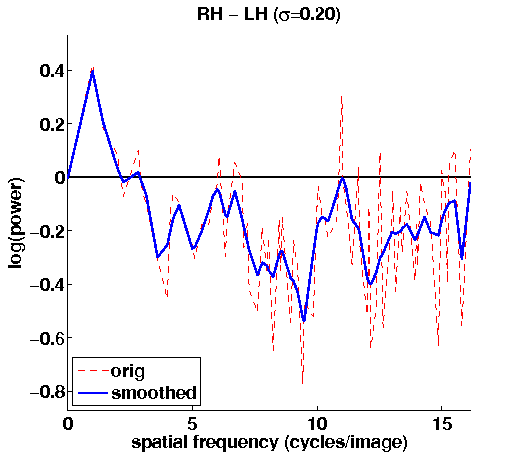 RH − LH (σ=0.20)
log(power)
0.4
0.2
0
−0.2
−0.4
−0.6
−0.8
orig
smoothed
0 5 10 15
spatial frequency (cycles/image)